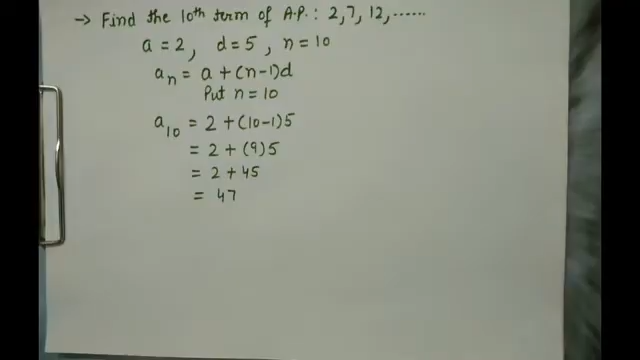 → Find the 10th term of A.P.: 2, 7, 12, ......
a = 2, d = 5, n = 10
aₙ = a + (n-1)d
Put n = 10
a₁₀ = 2 + (10-1)5
= 2 + (9)5
= 2 + 45
= 47